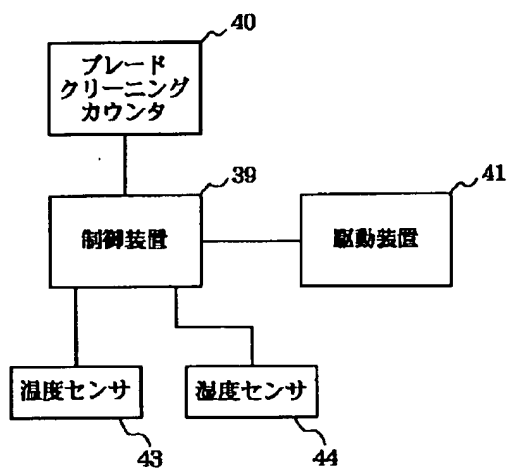 40
ブレード
クリーニング
カウンタ
39
制御装置
41
駆動装置
温度センサ
43
湿度センサ
44